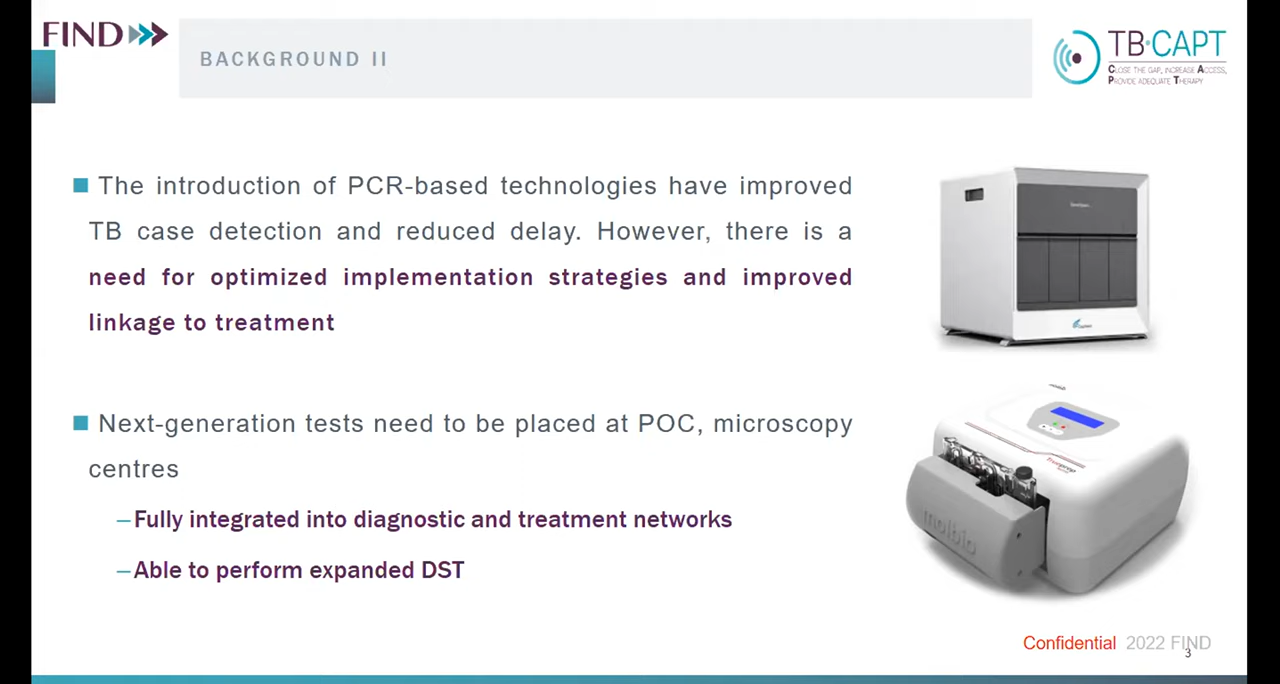 FIND
BACKGROUND II
TB CAPT
CLOSE THE GAP, INCREASE ACCESS,
PROVIDE ADEQUATE THERAPY
■ The introduction of PCR-based technologies have improved
TB case detection and reduced delay. However, there is a
need for optimized implementation strategies and improved
linkage to treatment
■ Next-generation tests need to be placed at POC, microscopy
centres
–Fully integrated into diagnostic and treatment networks
–Able to perform expanded DST
molbio
Confidential 2022 FIND
3